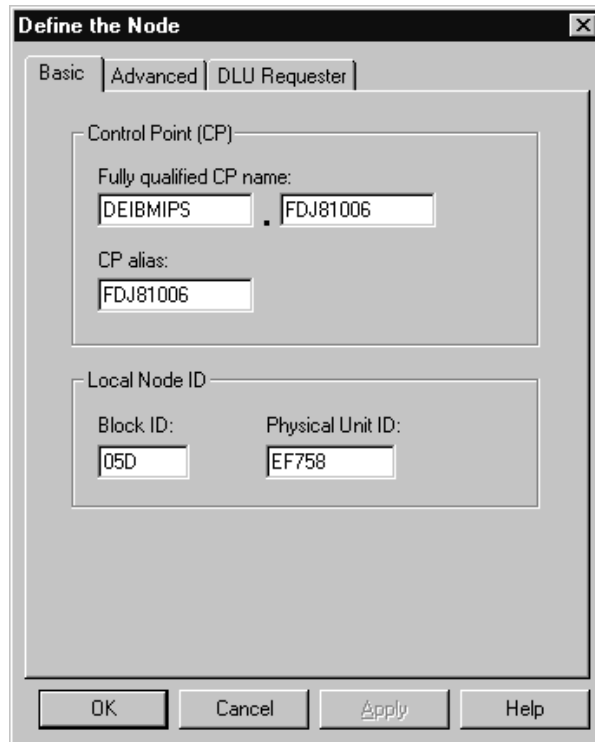 Define the Node
Basic Advanced DLU Requester
Control Point (CP)
Fully qualified CP name:
DEIBMIPS . FDJ81006
CP alias:
FDJ81006
Local Node ID
Block ID: Physical Unit ID:
05D EF758
OK Cancel Apply Help